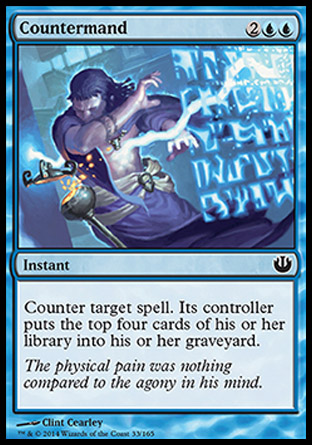 Countermand 2
Instant
Counter target spell. Its controller
puts the top four cards of his or her
library into his or her graveyard.
The physical pain was nothing
compared to the agony in his mind.
Clint Cearley
™ & © 2014 Wizards of the Coast 33/165